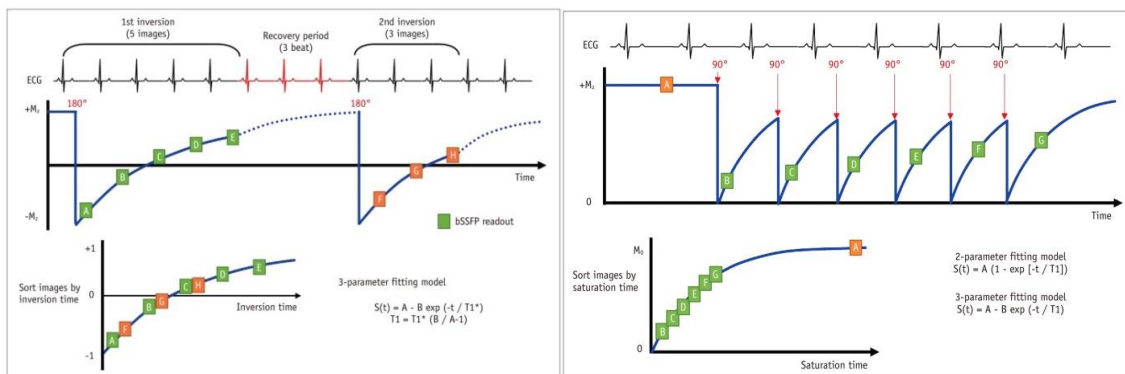 1st inversion
(5 images)
Recovery period
(3 beat)
2nd inversion
(3 images)
ECG
180°
180°
+Mz
A
B
C
D
E
F
G
H
Time
-Mz
bSSFP readout
+1
Sort images by
inversion time
0
-1
A
F
B
G
C
H
D
E
Inversion time
3-parameter fitting model
S(t) = A - B exp (-t / T1*)
T1 = T1* (B / A-1)
ECG
90° 90° 90° 90° 90° 90°
+Mz
A
B
C
D
E
F
G
0
Time
M₀
Sort images by
saturation time
0
B
C
D
E
F
G
A
Saturation time
2-parameter fitting model
S(t) = A (1 - exp [-t / T1])
3-parameter fitting model
S(t) = A - B exp (-t / T1)